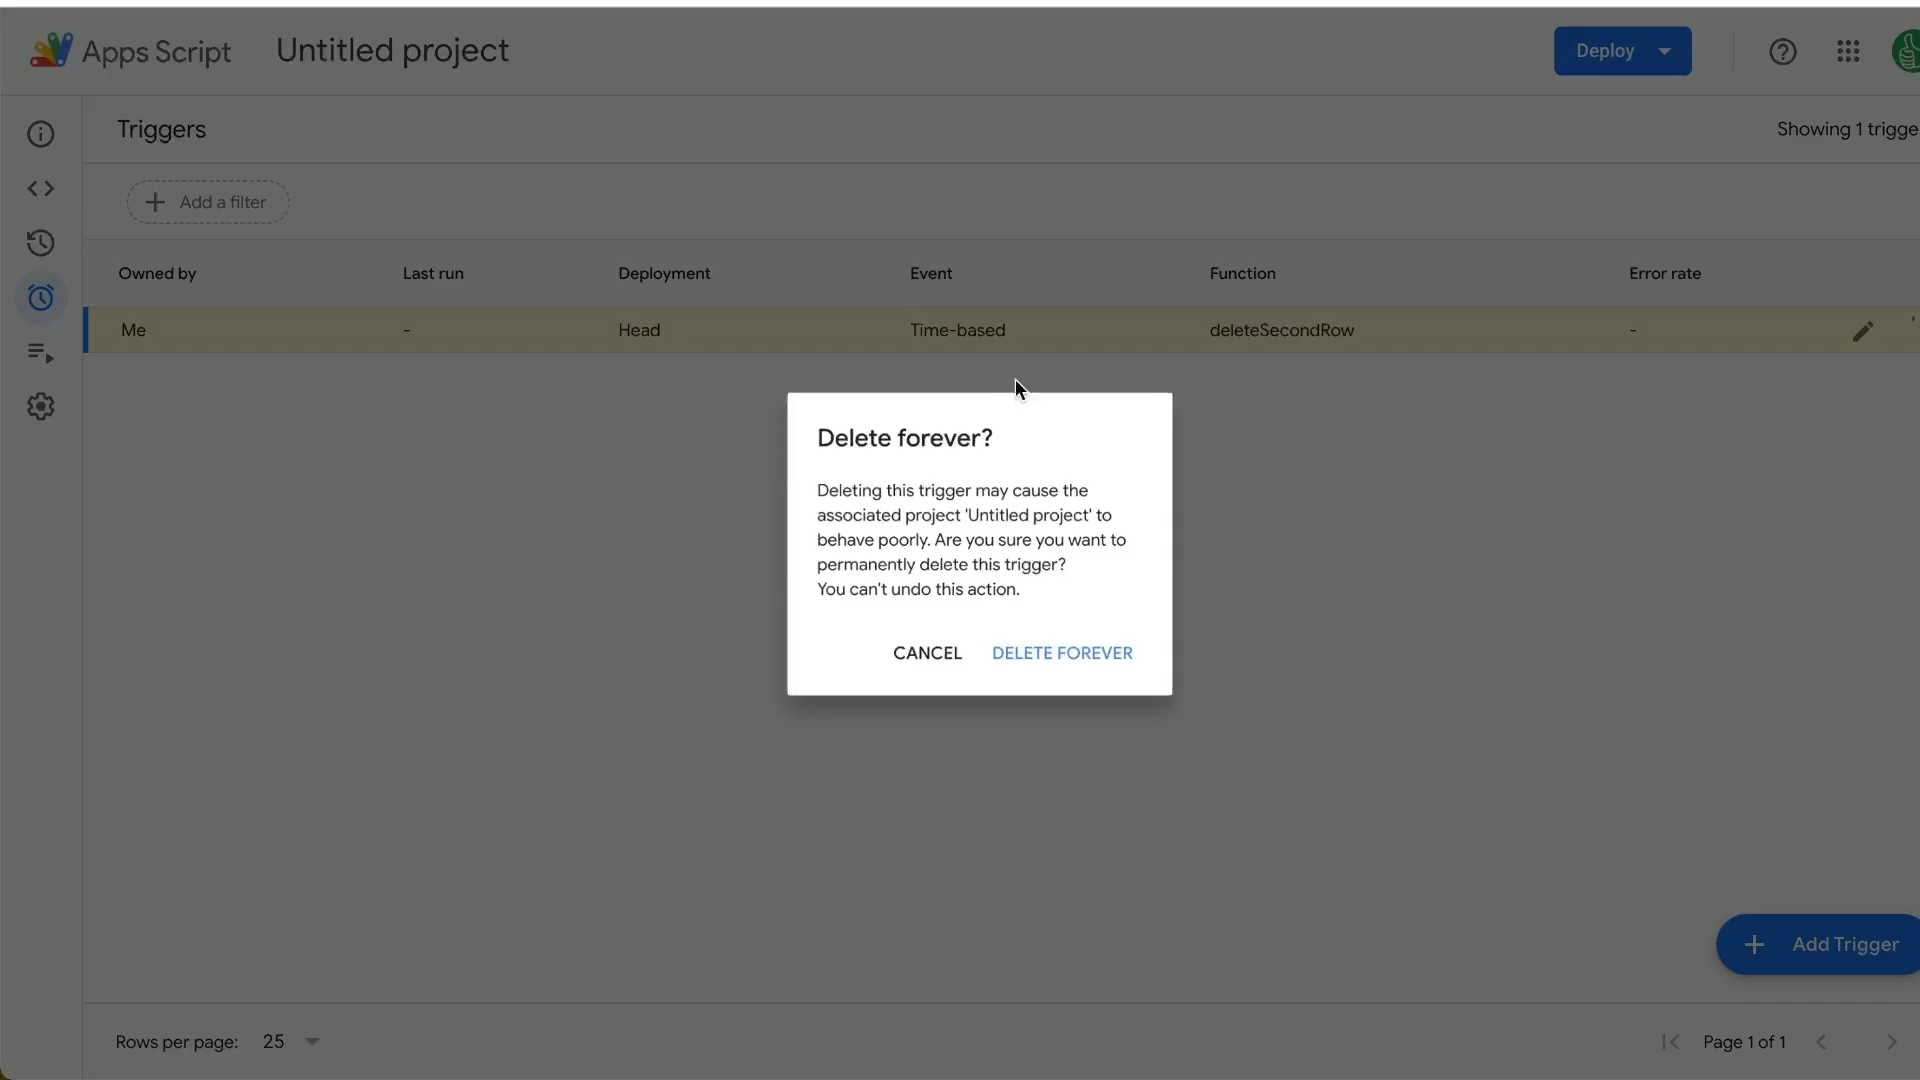 Apps Script Untitled project Deploy
Triggers Showing 1 trigge
Add a filter
Owned by Last run Deployment Event Function Error rate
Me - Head Time-based deleteSecondRow -
Delete forever?
Deleting this trigger may cause the
associated project 'Untitled project' to
behave poorly. Are you sure you want to
permanently delete this trigger?
You can't undo this action.
CANCEL DELETE FOREVER
Add Trigger
Rows per page: 25 Page 1 of 1